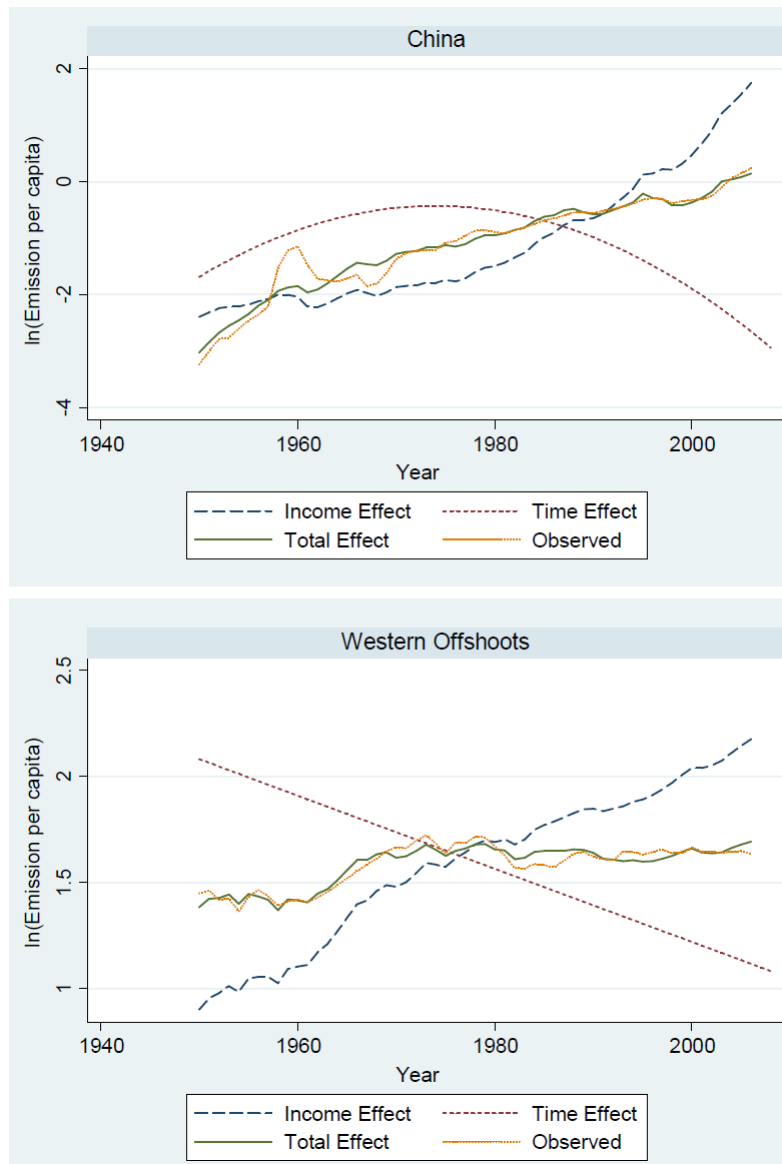 China
ln(Emission per capita)
2
0
-2
-4
1940 1960 1980 2000
Year
Income Effect Time Effect
Total Effect Observed
Western Offshoots
ln(Emission per capita)
2.5
2
1.5
1
1940 1960 1980 2000
Year
Income Effect Time Effect
Total Effect Observed